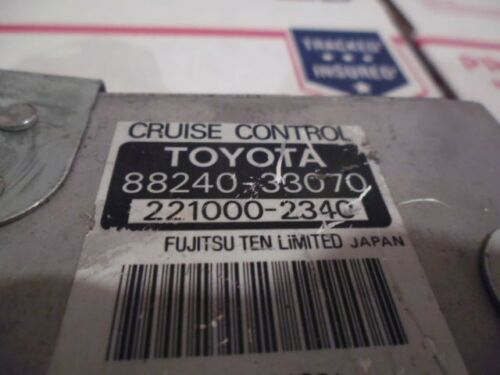 TRACKED
INSURED
CRUISE CONTROL
TOYOTA
88240-33070
221000-2340
FUJITSU TEN LIMITED JAPAN